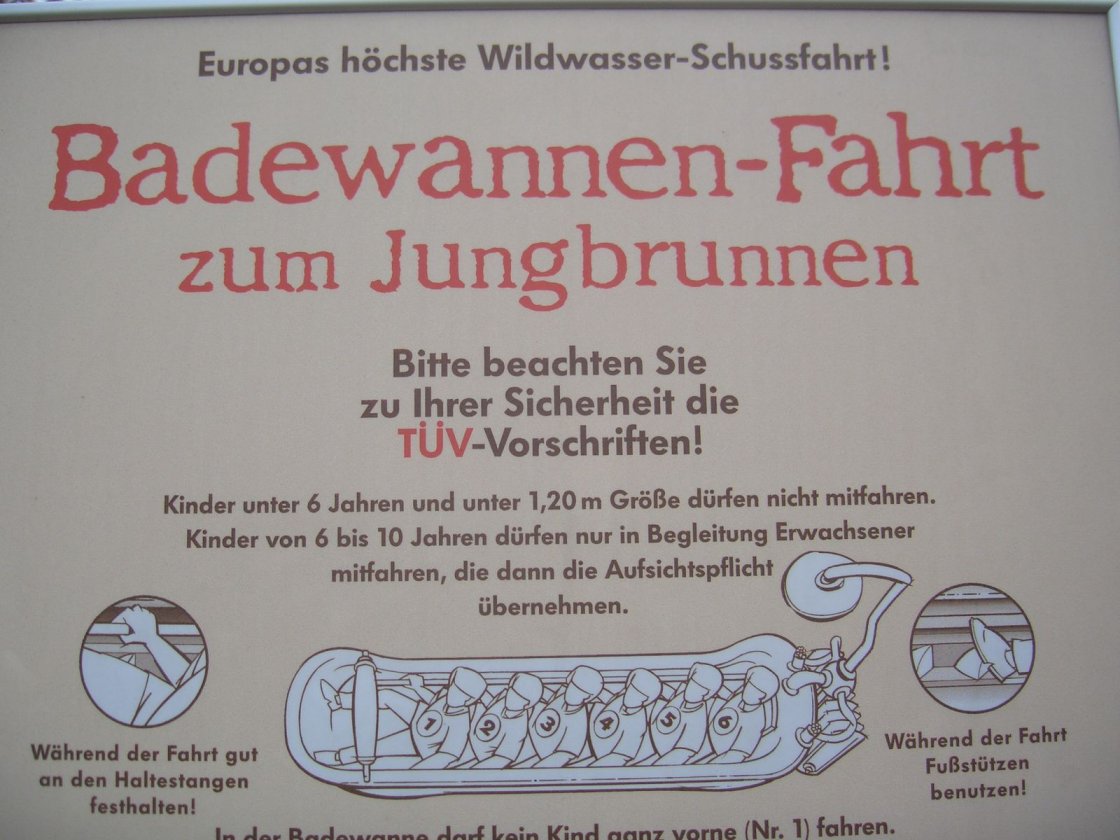 Europas höchste Wildwasser-Schussfahrt!
Badewannen-Fahrt
zum Jungbrunnen
Bitte beachten Sie
zu Ihrer Sicherheit die
TÜV-Vorschriften!
Kinder unter 6 Jahren und unter 1,20 m Größe dürfen nicht mitfahren.
Kinder von 6 bis 10 Jahren dürfen nur in Begleitung Erwachsener
mitfahren, die dann die Aufsichtspflicht
übernehmen.
1 2 3 4 5 6
Während der Fahrt gut
an den Haltestangen
festhalten!
Während der Fahrt
Fußstützen
benutzen!
In der Badewanne darf kein Kind ganz vorne (Nr. 1) fahren.